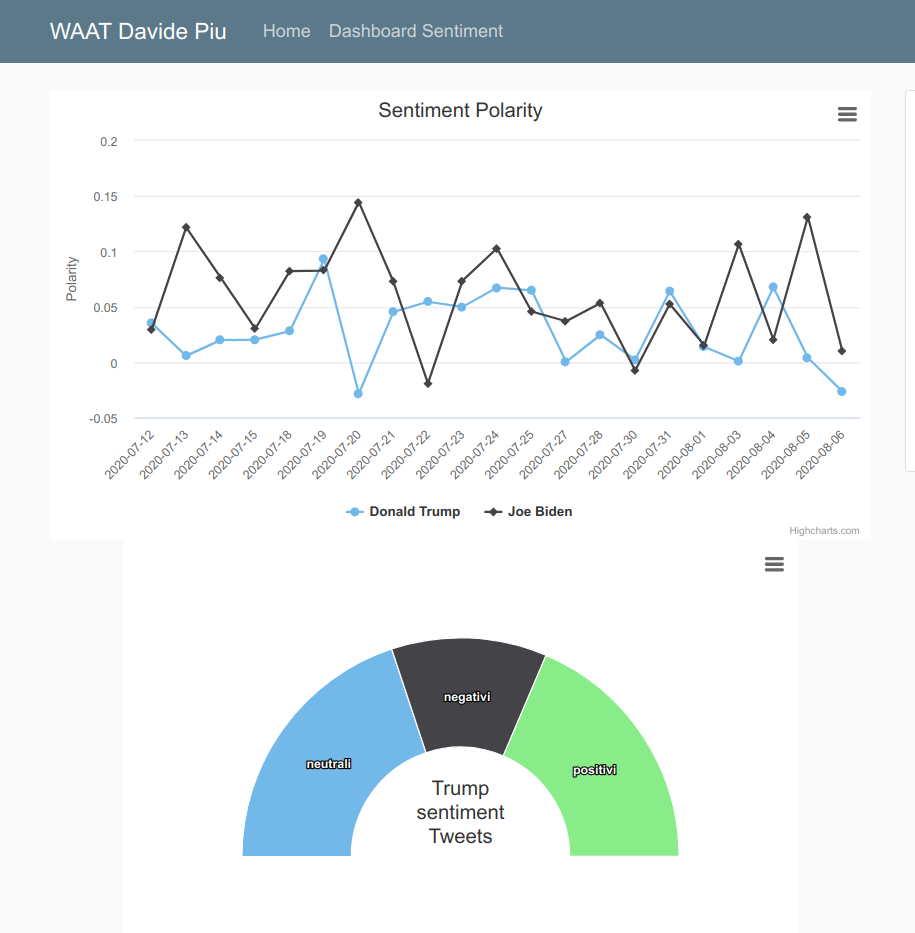 WAAT Davide Piu Home Dashboard Sentiment
Sentiment Polarity
0.2
0.15
0.1
0.05
0
-0.05
Polarity
2020-07-12 2020-07-13 2020-07-14 2020-07-15 2020-07-18 2020-07-19 2020-07-20 2020-07-21 2020-07-22 2020-07-23 2020-07-24 2020-07-25 2020-07-27 2020-07-28 2020-07-30 2020-07-31 2020-08-01 2020-08-03 2020-08-04 2020-08-05 2020-08-06
Donald Trump Joe Biden
Highcharts.com
negativi
neutrali
positivi
Trump
sentiment
Tweets